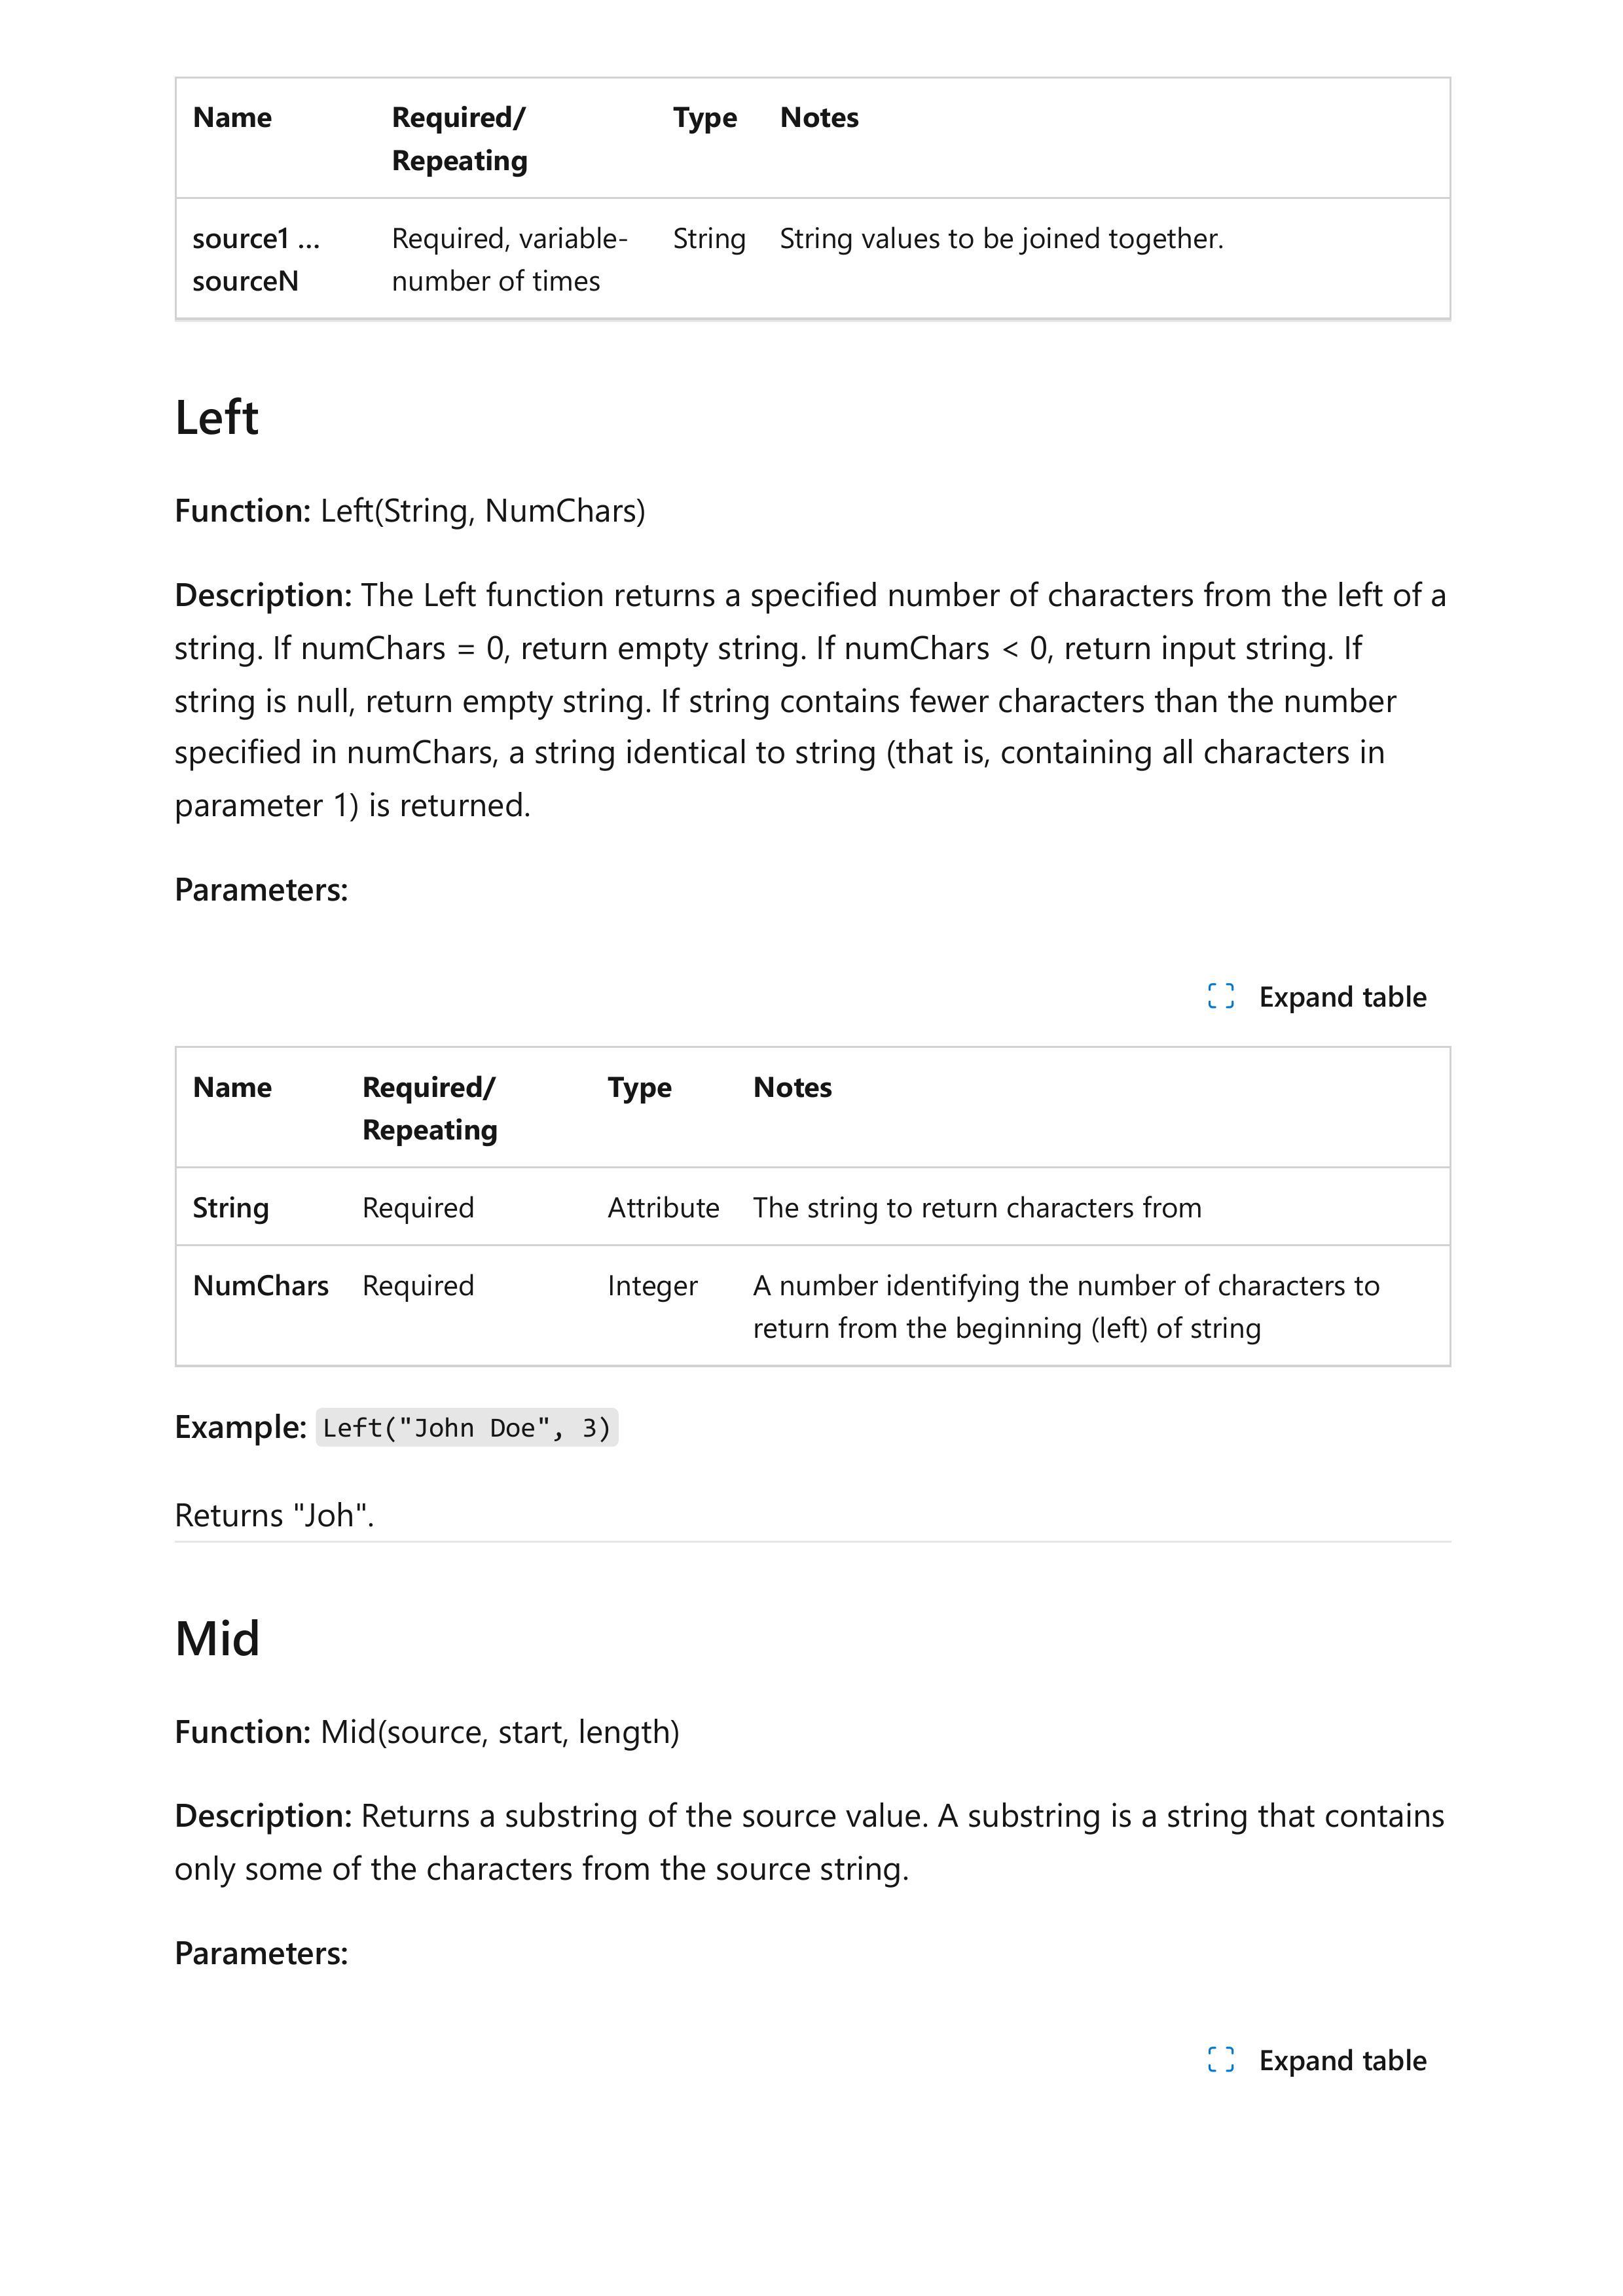 Name Required/ Type Notes
Repeating
source1 ... Required, variable- String String values to be joined together.
sourceN number of times
Left
Function: Left(String, NumChars)
Description: The Left function returns a specified number of characters from the left of a
string. If numChars = 0, return empty string. If numChars < 0, return input string. If
string is null, return empty string. If string contains fewer characters than the number
specified in numChars, a string identical to string (that is, containing all characters in
parameter 1) is returned.
Parameters:
Expand table
Name Required/ Type Notes
Repeating
String Required Attribute The string to return characters from
NumChars Required Integer A number identifying the number of characters to
return from the beginning (left) of string
Example: Left("John Doe", 3)
Returns "Joh".
Mid
Function: Mid(source, start, length)
Description: Returns a substring of the source value. A substring is a string that contains
only some of the characters from the source string.
Parameters:
Expand table